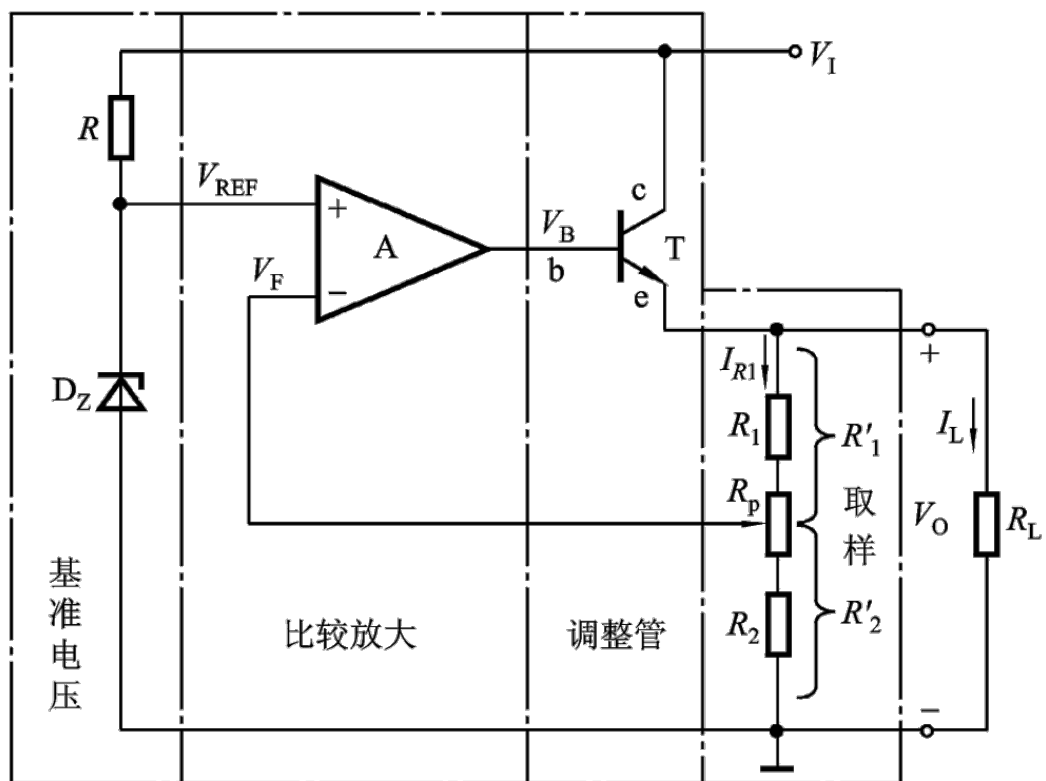 V_I
R
V_REF
+
A
−
V_F
V_B
b
c
T
e
D_Z
I_R1
R_1
R'_1
R_p
取样
R_2
R'_2
+
I_L
V_O
R_L
−
基准电压
比较放大
调整管